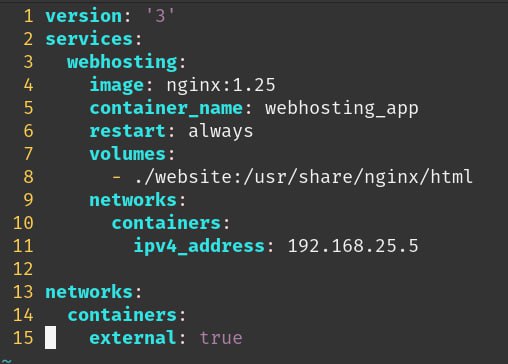 1 version: '3'
2 services:
3   webhosting:
4     image: nginx:1.25
5     container_name: webhosting_app
6     restart: always
7     volumes:
8       - ./website:/usr/share/nginx/html
9     networks:
10       containers:
11         ipv4_address: 192.168.25.5
12
13 networks:
14   containers:
15     external: true
~